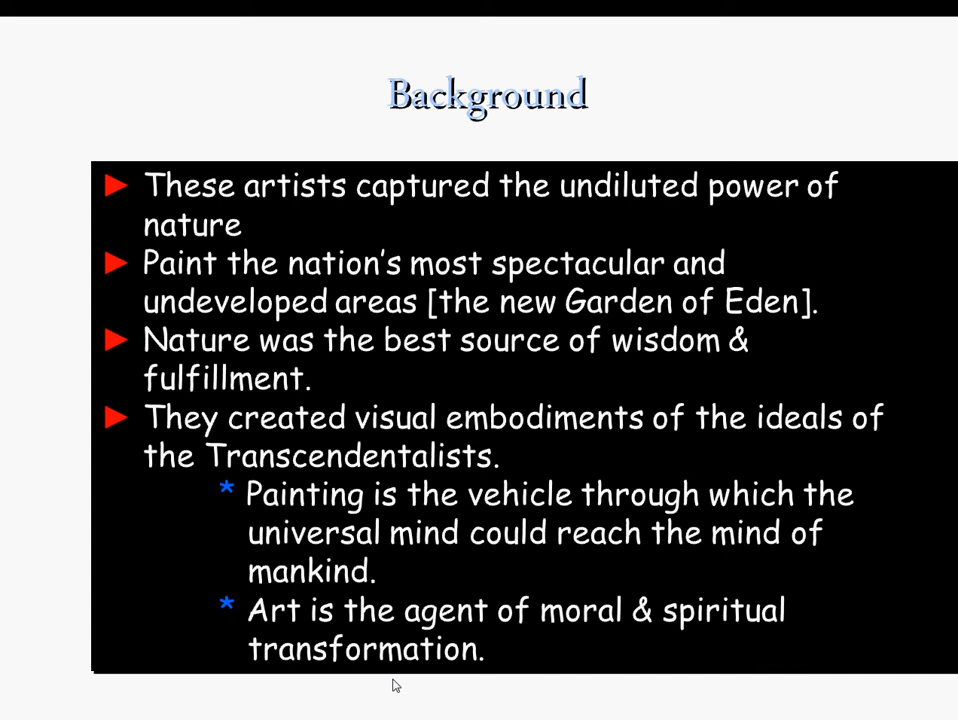 Background
► These artists captured the undiluted power of
nature
► Paint the nation's most spectacular and
undeveloped areas [the new Garden of Eden].
► Nature was the best source of wisdom &
fulfillment.
► They created visual embodiments of the ideals of
the Transcendentalists.
* Painting is the vehicle through which the
universal mind could reach the mind of
mankind.
* Art is the agent of moral & spiritual
transformation.